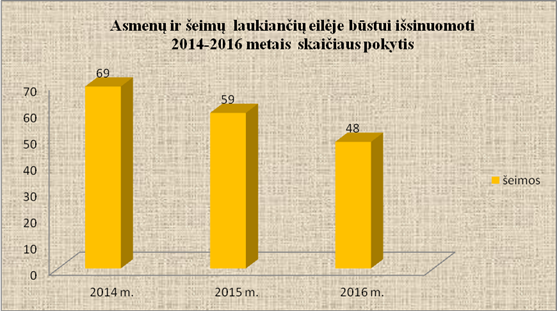 Asmenų ir šeimų laukiančių eilėje būstui išsinuomoti
2014-2016 metais skaičiaus pokytis
69
59
48
70
60
50
40
30
20
10
0
šeimos
2014 m.
2015 m.
2016 m.